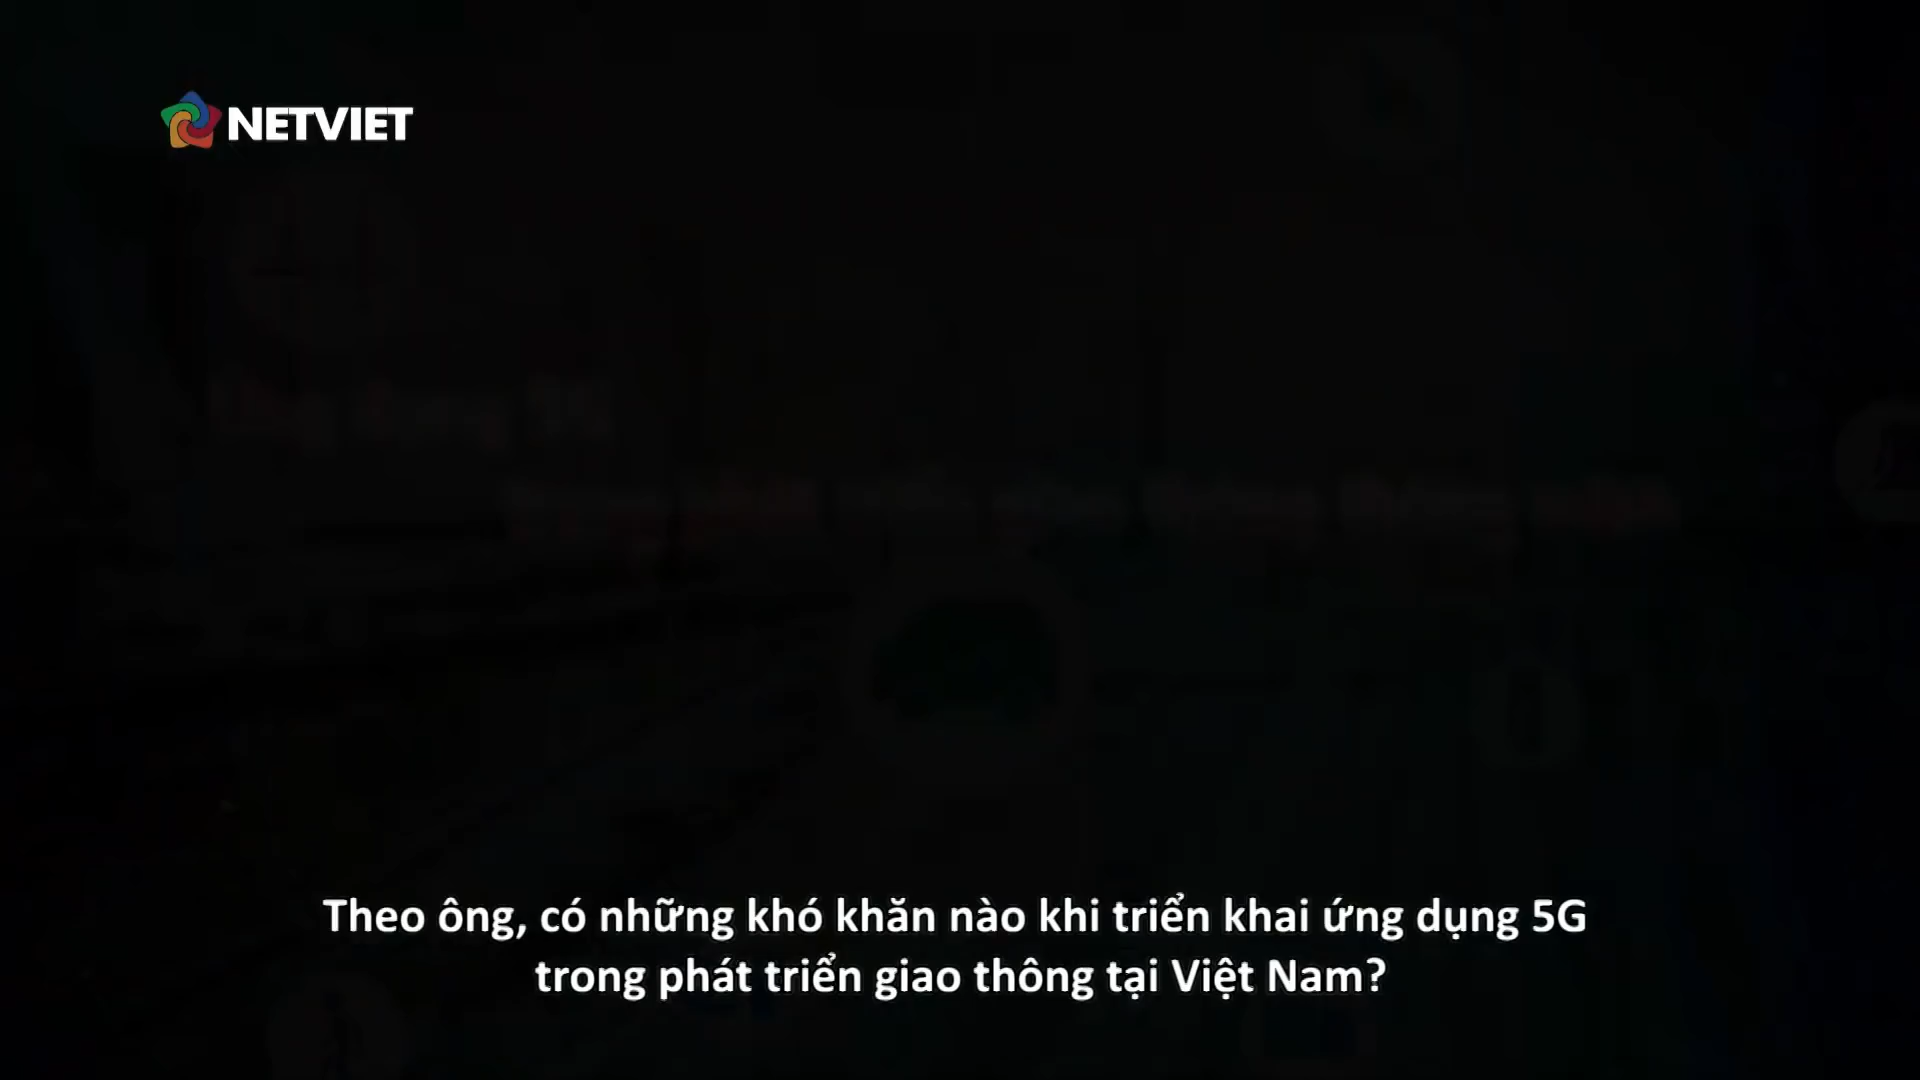 NETVIET
Theo ông, có những khó khăn nào khi triển khai ứng dụng 5G
trong phát triển giao thông tại Việt Nam?